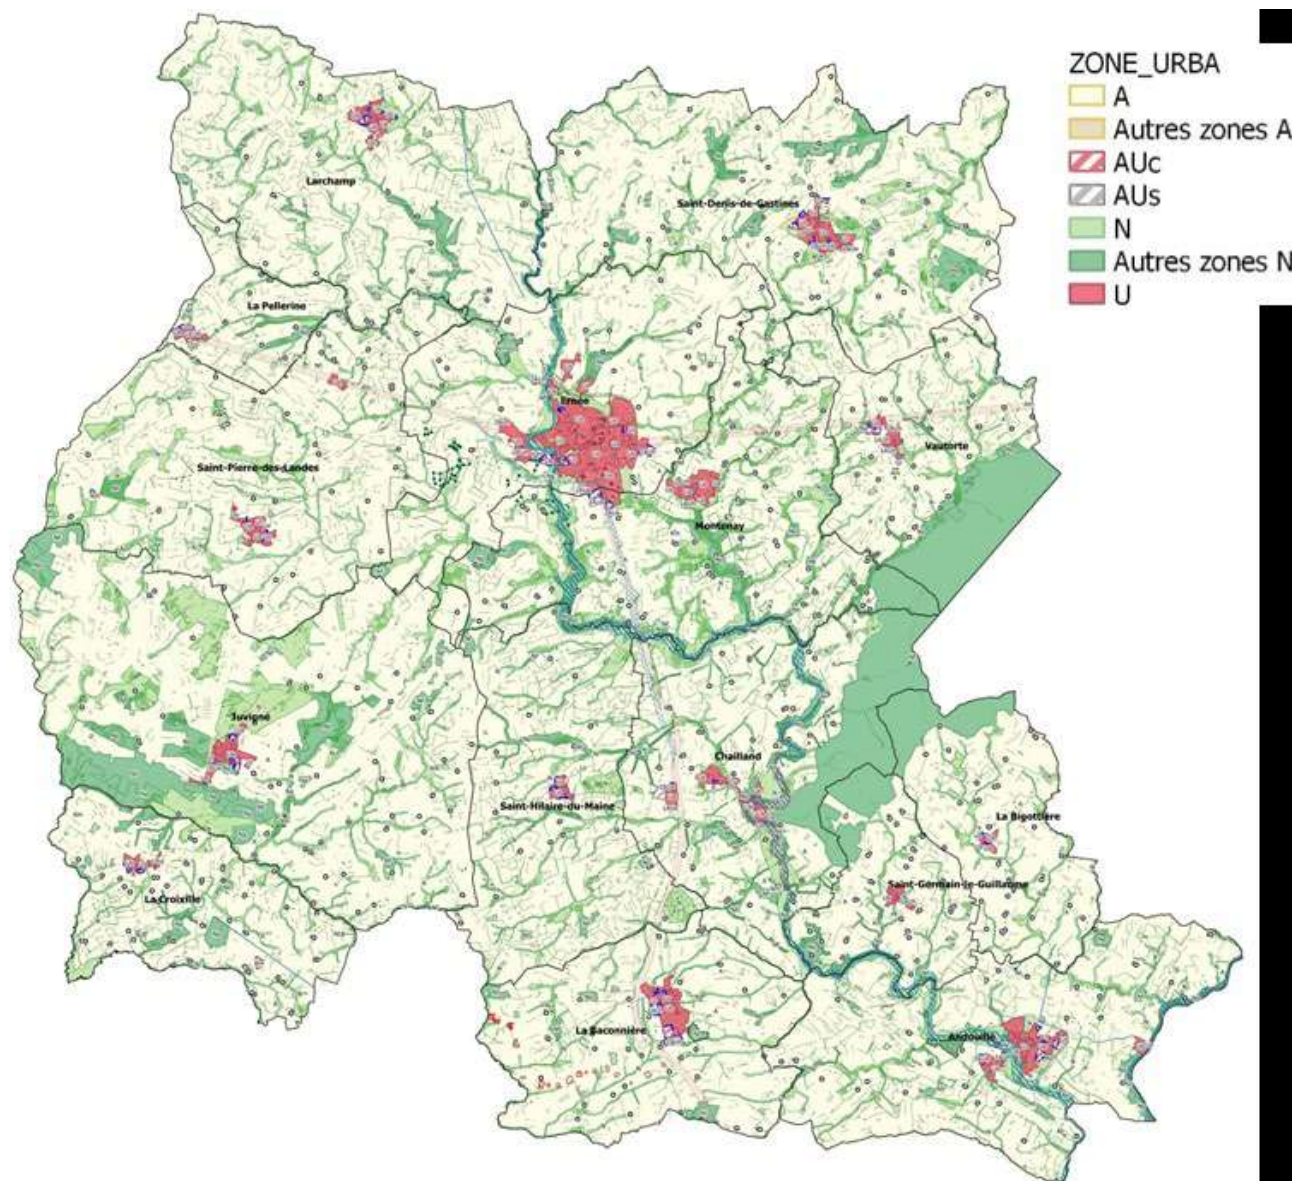 ZONE_URBA
A
Autres zones A
AUc
AUs
N
Autres zones N
U
Larchamp
Saint-Denis-de-Gastines
La Pellerine
Ernée
Vautorte
Saint-Pierre-des-Landes
Montenay
Juvigné
Chailland
Saint-Hilaire-du-Maine
La Bigottière
Saint-Germain-le-Guillaume
La Croixille
La Baconnière
Andouillé